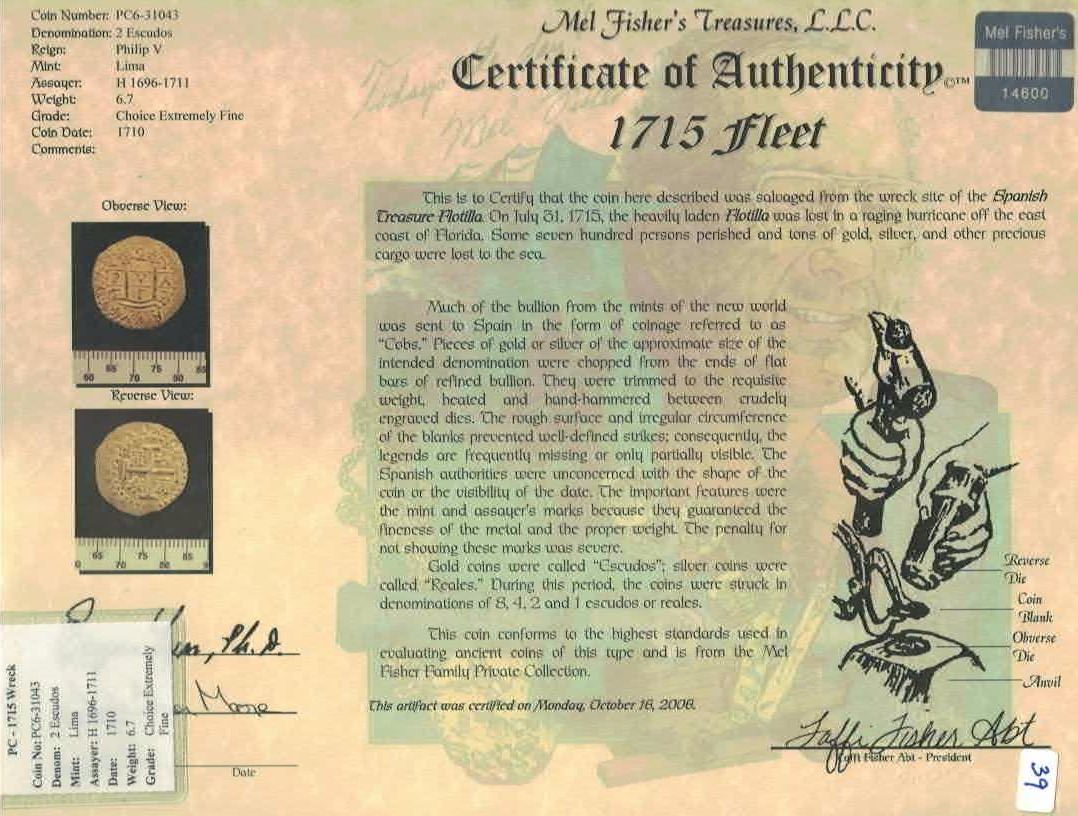 Coin Number: PC6-31043
Denomination: 2 Escudos
Reign: Philip V
Mint: Lima
Assayer: H 1696-1711
Weight: 6.7
Grade: Choice Extremely Fine
Coin Date: 1710
Comments:
Mel Fisher's Treasures, L.L.C.
Certificate of Authenticity ©™
1715 Fleet
Mel Fisher's
14600
This is to Certify that the coin here described was salvaged from the wreck site of the Spanish
Treasure Flotilla. On July 31, 1715, the heavily laden Flotilla was lost in a raging hurricane off the east
coast of Florida. Some seven hundred persons perished and tons of gold, silver, and other precious
cargo were lost to the sea.
Obverse View:
60 65 70 75 80 85
Reverse View:
65 70 75 80 85 9
Much of the bullion from the mints of the new world
was sent to Spain in the form of coinage referred to as
"Cobs." Pieces of gold or silver of the approximate size of the
intended denomination were chopped from the ends of flat
bars of refined bullion. They were trimmed to the requisite
weight, heated and hand-hammered between crudely
engraved dies. The rough surface and irregular circumference
of the blanks prevented well-defined strikes; consequently, the
legends are frequently missing or only partially visible. The
Spanish authorities were unconcerned with the shape of the
coin or the visibility of the date. The important features were
the mint and assayer's marks because they guaranteed the
fineness of the metal and the proper weight. The penalty for
not showing these marks was severe.
Gold coins were called "Escudos"; silver coins were
called "Reales." During this period, the coins were struck in
denominations of 8, 4, 2 and 1 escudos or reales.
This coin conforms to the highest standards used in
evaluating ancient coins of this type and is from the Mel
Fisher Family Private Collection.
This artifact was certified on Monday, October 16, 2006.
Reverse
Die
Coin
Blank
Obverse
Die
Anvil
Ph.D.
Date
PC - 1715 Wreck
Coin No: PC6-31043
Denom: 2 Escudos
Mint: Lima
Assayer: H 1696-1711
Date: 1710
Weight: 6.7
Grade: Choice Extremely
Fine
Taffi Fisher Abt
Taffi Fisher Abt - President
39